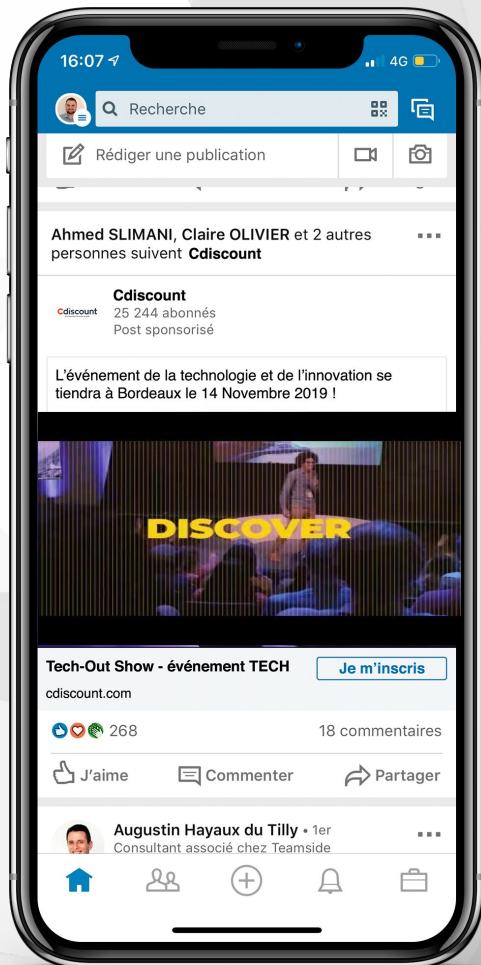 16:07
4G
Recherche
Rédiger une publication
Ahmed SLIMANI, Claire OLIVIER et 2 autres
personnes suivent Cdiscount
Cdiscount
Cdiscount
25 244 abonnés
Post sponsorisé
L'événement de la technologie et de l'innovation se
tiendra à Bordeaux le 14 Novembre 2019 !
DISCOVER
Tech-Out Show - événement TECH
Je m'inscris
cdiscount.com
268
18 commentaires
J'aime
Commenter
Partager
Augustin Hayaux du Tilly • 1er
Consultant associé chez Teamside